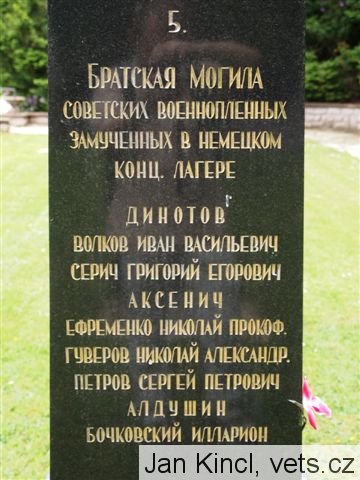 5.
БРАТСКАЯ МОГИЛА
СОВЕТСКИХ ВОЕННОПЛЕННЫХ
ЗАМУЧЕННЫХ В НЕМЕЦКОМ
КОНЦ. ЛАГЕРЕ
ДИНОТОВ
ВОЛКОВ ИВАН ВАСИЛЬЕВИЧ
СЕРИЧ ГРИГОРИЙ ЕГОРОВИЧ
АКСЕНИЧ
ЕФРЕМЕНКО НИКОЛАЙ ПРОКОФ.
ГУВЕРОВ НИКОЛАЙ АЛЕКСАНДР.
ПЕТРОВ СЕРГЕЙ ПЕТРОВИЧ
АЛДУШИН
БОЧКОВСКИЙ ИЛЛАРИОН
Jan Kincl, vets.cz